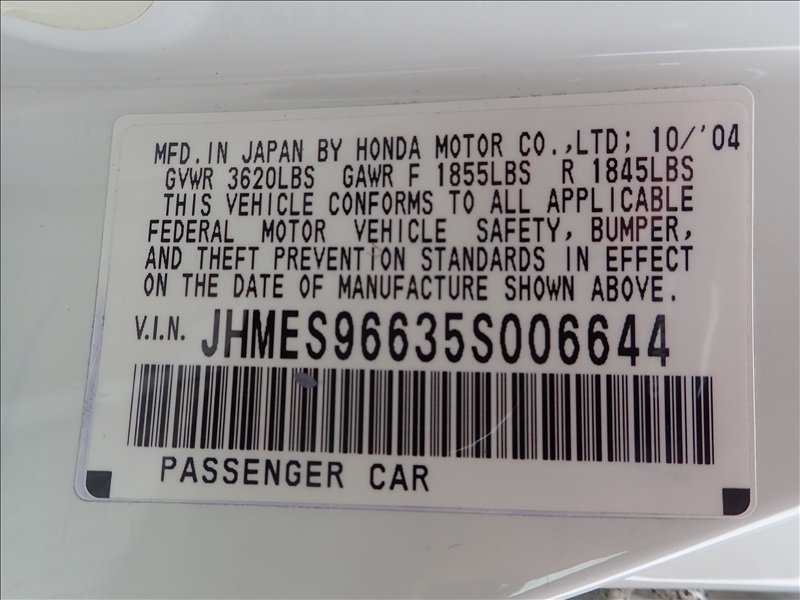 MFD. IN JAPAN BY HONDA MOTOR CO.,LTD; 10/'04
GVWR 3620LBS GAWR F 1855LBS R 1845LBS
THIS VEHICLE CONFORMS TO ALL APPLICABLE
FEDERAL MOTOR VEHICLE SAFETY, BUMPER,
AND THEFT PREVENTION STANDARDS IN EFFECT
ON THE DATE OF MANUFACTURE SHOWN ABOVE.
V.I.N. JHMES96635S006644
PASSENGER CAR